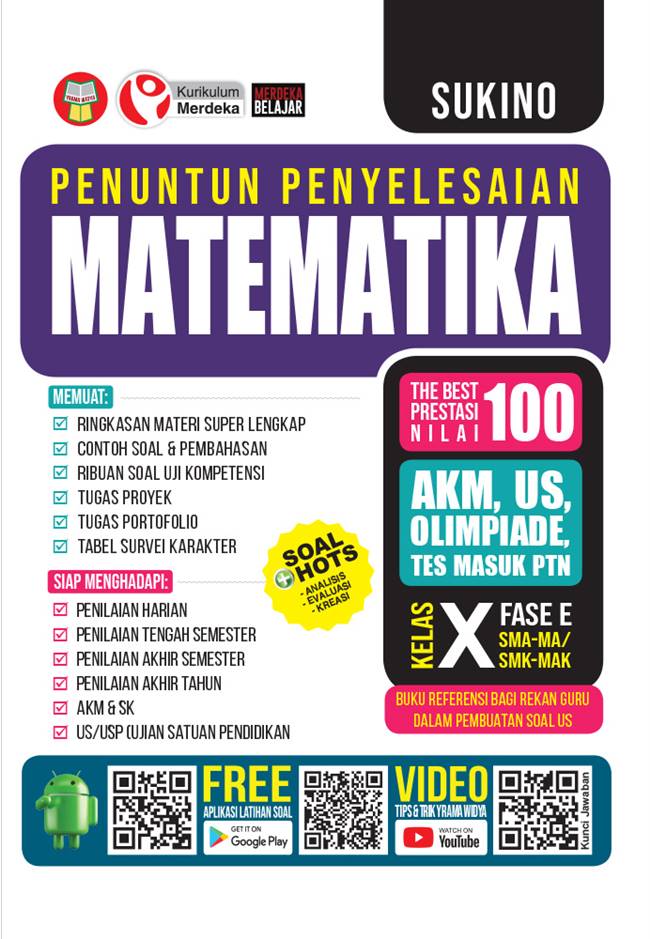 YRAMA WIDYA
Kurikulum
Merdeka
MERDEKA
BELAJAR
SUKINO
PENUNTUN PENYELESAIAN
MATEMATIKA
MEMUAT:
RINGKASAN MATERI SUPER LENGKAP
CONTOH SOAL & PEMBAHASAN
RIBUAN SOAL UJI KOMPETENSI
TUGAS PROYEK
TUGAS PORTOFOLIO
TABEL SURVEI KARAKTER
SOAL
+ HOTS
- ANALISIS
- EVALUASI
- KREASI
SIAP MENGHADAPI:
PENILAIAN HARIAN
PENILAIAN TENGAH SEMESTER
PENILAIAN AKHIR SEMESTER
PENILAIAN AKHIR TAHUN
AKM & SK
US/USP (UJIAN SATUAN PENDIDIKAN
THE BEST
PRESTASI
NILAI
100
AKM, US,
OLIMPIADE,
TES MASUK PTN
KELAS
X
FASE E
SMA-MA/
SMK-MAK
BUKU REFERENSI BAGI REKAN GURU
DALAM PEMBUATAN SOAL US
FREE
APLIKASI LATIHAN SOAL
GET IT ON
Google Play
VIDEO
TIPS & TRIK YRAMA WIDYA
WATCH ON
YouTube
Kunci Jawaban